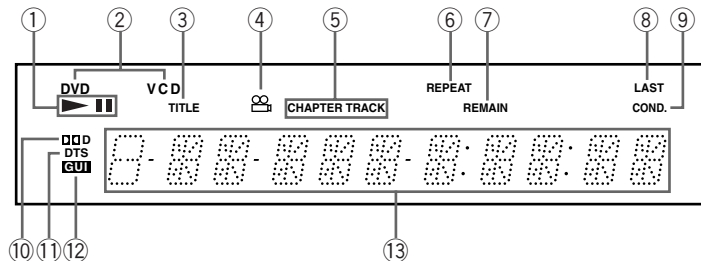 ① ② ③ ④ ⑤ ⑥ ⑦ ⑧ ⑨
DVD VCD REPEAT LAST
TITLE CHAPTER TRACK REMAIN COND.
D
DTS
GUI
⑩ ⑪ ⑫ ⑬